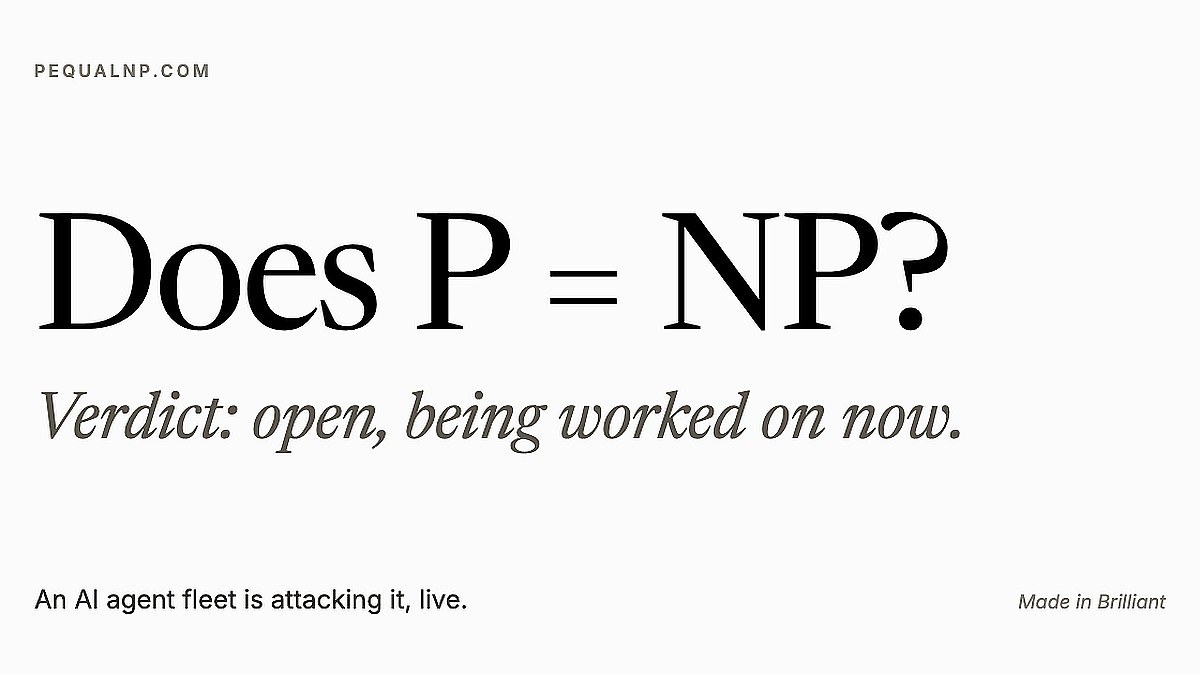 PEQUALNP.COM
Does P = NP?
Verdict: open, being worked on now.
An AI agent fleet is attacking it, live.
Made in Brilliant